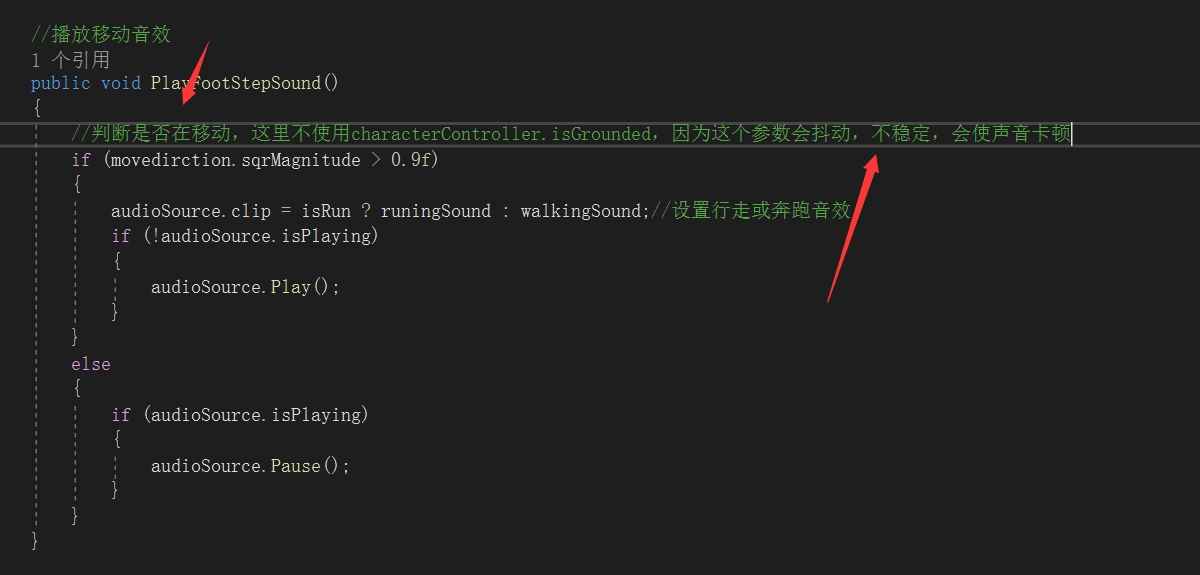 //播放移动音效
1 个引用
public void PlayFootStepSound()
{
//判断是否在移动，这里不使用characterController.isGrounded，因为这个参数会抖动，不稳定，会使声音卡顿
if (movedirction.sqrMagnitude > 0.9f)
{
audioSource.clip = isRun ? runingSound : walkingSound;//设置行走或奔跑音效
if (!audioSource.isPlaying)
{
audioSource.Play();
}
}
else
{
if (audioSource.isPlaying)
{
audioSource.Pause();
}
}
}